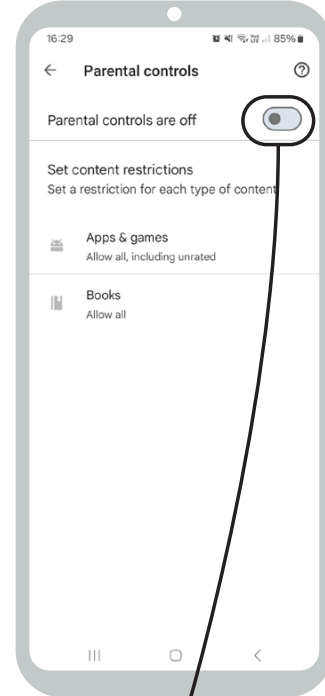 16:29
85%
Parental controls
Parental controls are off
Set content restrictions
Set a restriction for each type of content
Apps & games
Allow all, including unrated
Books
Allow all